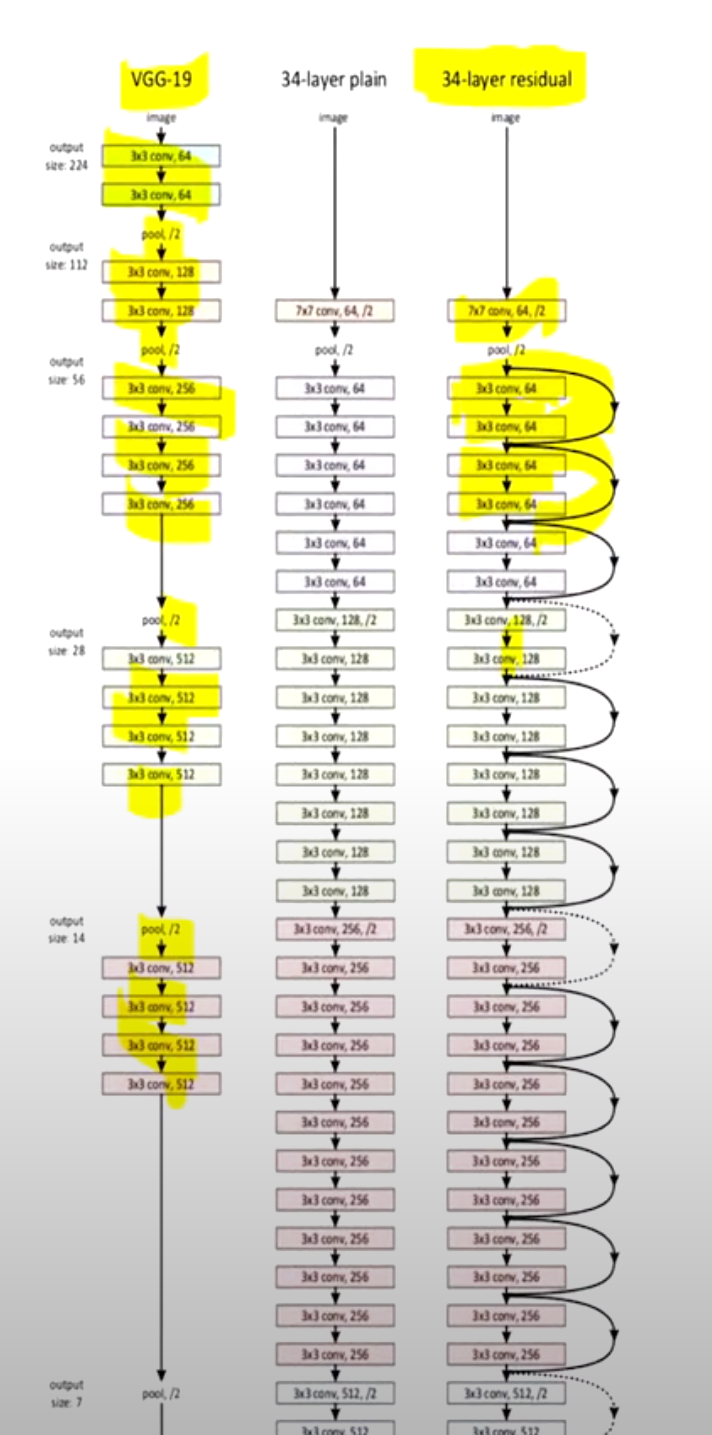 output
size: 224
output
size: 112
output
size: 56
output
size: 28
output
size: 14
output
size: 7
VGG-19
image
3x3 conv, 64
3x3 conv, 64
pool, /2
3x3 conv, 128
3x3 conv, 128
pool, /2
3x3 conv, 256
3x3 conv, 256
3x3 conv, 256
3x3 conv, 256
pool, /2
3x3 conv, 512
3x3 conv, 512
3x3 conv, 512
3x3 conv, 512
pool, /2
3x3 conv, 512
3x3 conv, 512
3x3 conv, 512
3x3 conv, 512
pool, /2
34-layer plain
image
7x7 conv, 64, /2
pool, /2
3x3 conv, 64
3x3 conv, 64
3x3 conv, 64
3x3 conv, 64
3x3 conv, 64
3x3 conv, 64
3x3 conv, 128, /2
3x3 conv, 128
3x3 conv, 128
3x3 conv, 128
3x3 conv, 128
3x3 conv, 128
3x3 conv, 128
3x3 conv, 128
3x3 conv, 256, /2
3x3 conv, 256
3x3 conv, 256
3x3 conv, 256
3x3 conv, 256
3x3 conv, 256
3x3 conv, 256
3x3 conv, 256
3x3 conv, 256
3x3 conv, 256
3x3 conv, 256
3x3 conv, 256
3x3 conv, 512, /2
3x3 conv, 512
34-layer residual
image
7x7 conv, 64, /2
pool, /2
3x3 conv, 64
3x3 conv, 64
3x3 conv, 64
3x3 conv, 64
3x3 conv, 64
3x3 conv, 64
3x3 conv, 128, /2
3x3 conv, 128
3x3 conv, 128
3x3 conv, 128
3x3 conv, 128
3x3 conv, 128
3x3 conv, 128
3x3 conv, 128
3x3 conv, 256, /2
3x3 conv, 256
3x3 conv, 256
3x3 conv, 256
3x3 conv, 256
3x3 conv, 256
3x3 conv, 256
3x3 conv, 256
3x3 conv, 256
3x3 conv, 256
3x3 conv, 256
3x3 conv, 256
3x3 conv, 512, /2
3x3 conv, 512